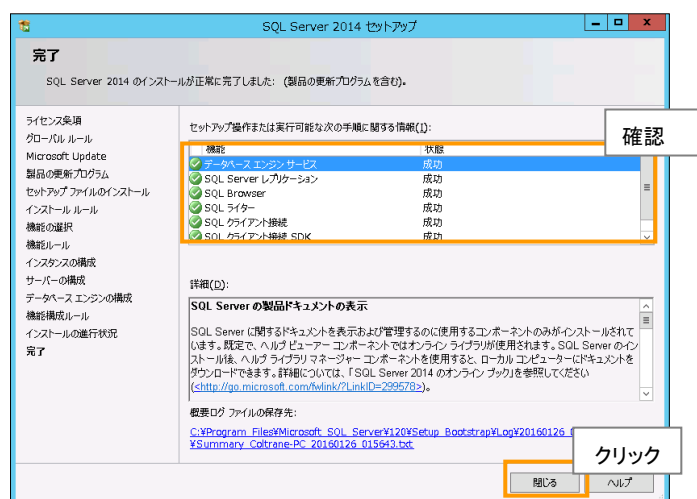 SQL Server 2014 セットアップ
完了
SQL Server 2014 のインストールが正常に完了しました: (製品の更新プログラムを含む)。
ライセンス条項
グローバル ルール
Microsoft Update
製品の更新プログラム
セットアップ ファイルのインストール
インストール ルール
機能の選択
機能ルール
インスタンスの構成
サーバーの構成
データベース エンジンの構成
機能構成ルール
インストールの進行状況
完了
セットアップ操作または実行可能な次の手順に関する情報(I):
確認
機能 状態
データベース エンジン サービス 成功
SQL Server レプリケーション 成功
SQL Browser 成功
SQL ライター 成功
SQL クライアント接続 成功
SQL クライアント接続 SDK 成功
詳細(D):
SQL Server の製品ドキュメントの表示
SQL Server に関するドキュメントを表示および管理するのに使用するコンポーネントのみがインストールされて
います。既定で、ヘルプ ビューアー コンポーネントではオンライン ライブラリが使用されます。SQL Server のイン
ストール後、ヘルプ ライブラリ マネージャー コンポーネントを使用すると、ローカル コンピューターにドキュメントを
ダウンロードできます。詳細については、「SQL Server 2014 のオンライン ブック」を参照してください
(<http://go.microsoft.com/fwlink/?LinkID=299578>)。
概要ログ ファイルの保存先:
C:¥Program Files¥Microsoft SQL Server¥120¥Setup Bootstrap¥Log¥20160126
¥Summary_Coltrane-PC_20160126_015643.txt
クリック
閉じる
ヘルプ